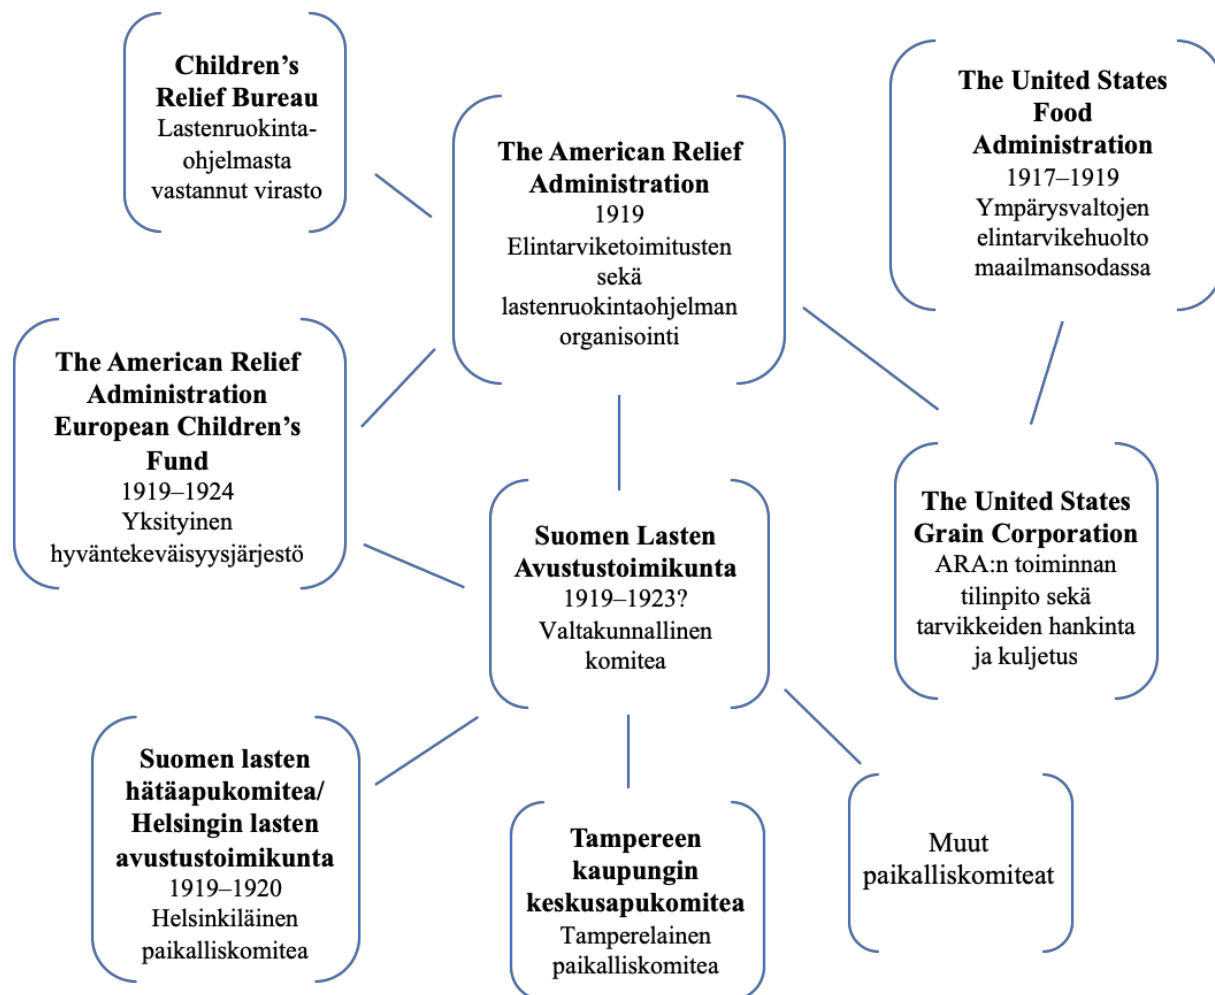 Children’s
Relief Bureau
Lastenruokinta-
ohjelmasta
vastannut virasto
The American Relief
Administration
1919
Elintarviketoimitusten
sekä
lastenruokintaohjelman
organisointi
The United States
Food
Administration
1917–1919
Ympärysvaltojen
elintarvikehuolto
maailmansodassa
The American Relief
Administration
European Children’s
Fund
1919–1924
Yksityinen
hyväntekeväisyysjärjestö
Suomen Lasten
Avustustoimikunta
1919–1923?
Valtakunnallinen
komitea
The United States
Grain Corporation
ARA:n toiminnan
tilinpito sekä
tarvikkeiden hankinta
ja kuljetus
Suomen lasten
hätäapukomitea/
Helsingin lasten
avustustoimikunta
1919–1920
Helsinkiläinen
paikalliskomitea
Tampereen
kaupungin
keskusapukomitea
Tamperelainen
paikalliskomitea
Muut
paikalliskomiteat